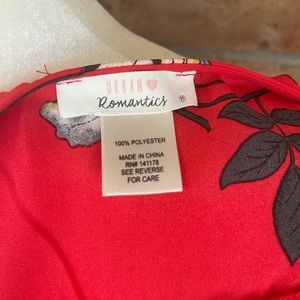 URBAN
Romantics
100% POLYESTER
MADE IN CHINA
RN# 141178
SEE REVERSE
FOR CARE